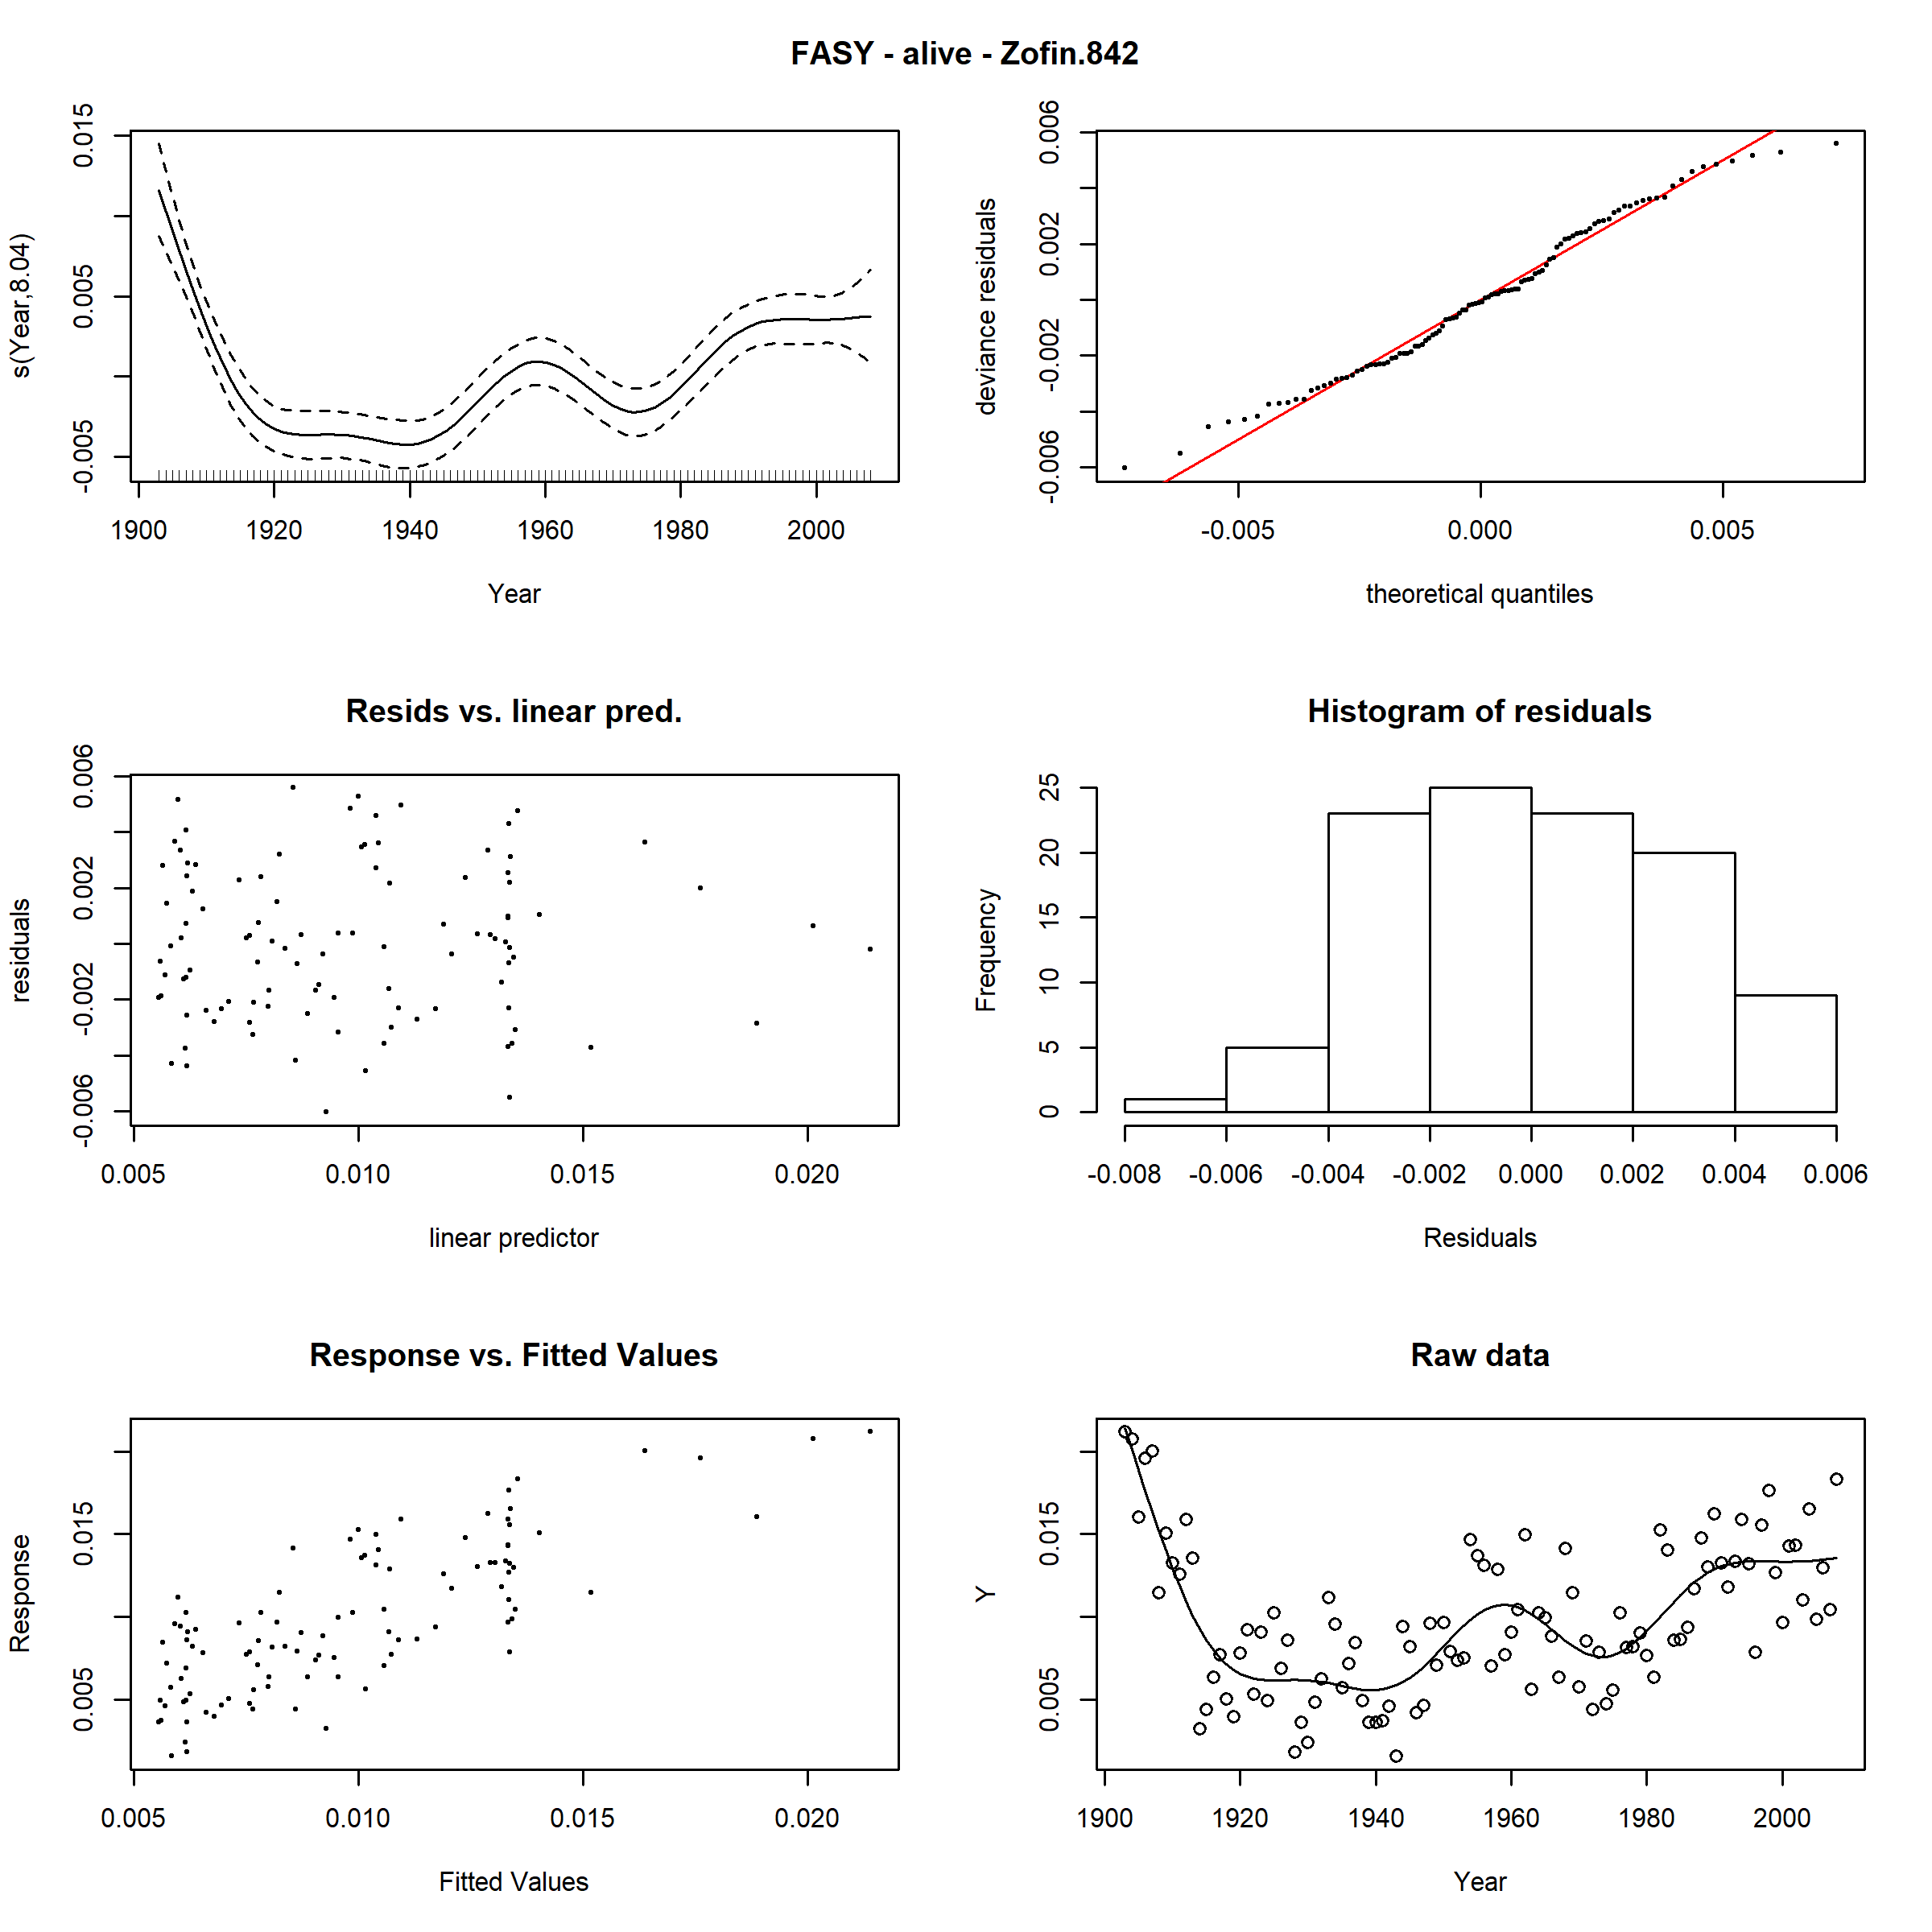 FASY - alive - Zofin.842
s(Year,8.04)
-0.005 0.005 0.015
1900 1920 1940 1960 1980 2000
Year
deviance residuals
-0.006 -0.002 0.002 0.006
-0.005 0.000 0.005
theoretical quantiles
Resids vs. linear pred.
residuals
-0.006 -0.002 0.002 0.006
0.005 0.010 0.015 0.020
linear predictor
Histogram of residuals
Frequency
0 5 10 15 20 25
-0.008 -0.006 -0.004 -0.002 0.000 0.002 0.004 0.006
Residuals
Response vs. Fitted Values
Response
0.005 0.015
0.005 0.010 0.015 0.020
Fitted Values
Raw data
Y
0.005 0.015
1900 1920 1940 1960 1980 2000
Year